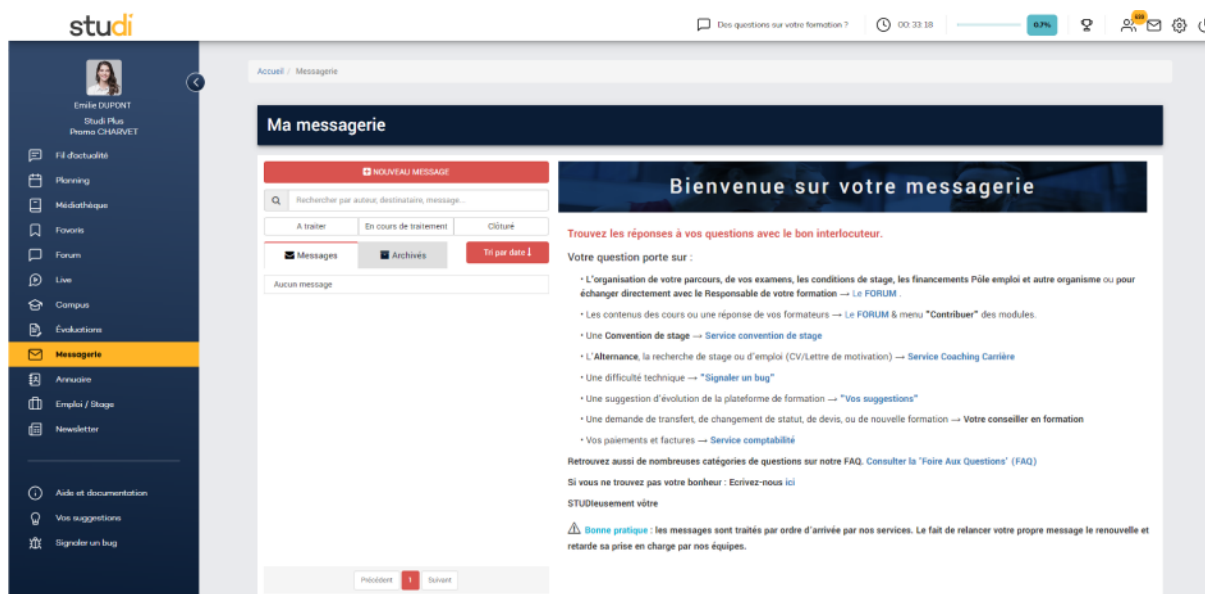 studi
Des questions sur votre formation ?
00:33:18
0.7%
Emilie DUPONT
Studi Plus
Promo CHARVET
Fil d'actualité
Planning
Médiathèque
Favoris
Forum
Live
Campus
Évaluations
Messagerie
Annuaire
Emploi / Stage
Newsletter
Aide et documentation
Vos suggestions
Signaler un bug
Accueil / Messagerie
Ma messagerie
NOUVEAU MESSAGE
Rechercher par auteur, destinataire, message...
A traiter
En cours de traitement
Clôturé
Messages
Archivés
Tri par date
Aucun message
Précédent
1
Suivant
Bienvenue sur votre messagerie
Trouvez les réponses à vos questions avec le bon interlocuteur.
Votre question porte sur :
• L'organisation de votre parcours, de vos examens, les conditions de stage, les financements Pôle emploi et autre organisme ou pour
échanger directement avec le Responsable de votre formation → Le FORUM .
• Les contenus des cours ou une réponse de vos formateurs → Le FORUM & menu "Contribuer" des modules.
• Une Convention de stage → Service convention de stage
• L'Alternance, la recherche de stage ou d'emploi (CV/Lettre de motivation) → Service Coaching Carrière
• Une difficulté technique → "Signaler un bug"
• Une suggestion d'évolution de la plateforme de formation → "Vos suggestions"
• Une demande de transfert, de changement de statut, de devis, ou de nouvelle formation → Votre conseiller en formation
• Vos paiements et factures → Service comptabilité
Retrouvez aussi de nombreuses catégories de questions sur notre FAQ. Consulter la "Foire Aux Questions" (FAQ)
Si vous ne trouvez pas votre bonheur : Ecrivez-nous ici
STUDIeusement vôtre
Bonne pratique : les messages sont traités par ordre d'arrivée par nos services. Le fait de relancer votre propre message le renouvelle et
retarde sa prise en charge par nos équipes.